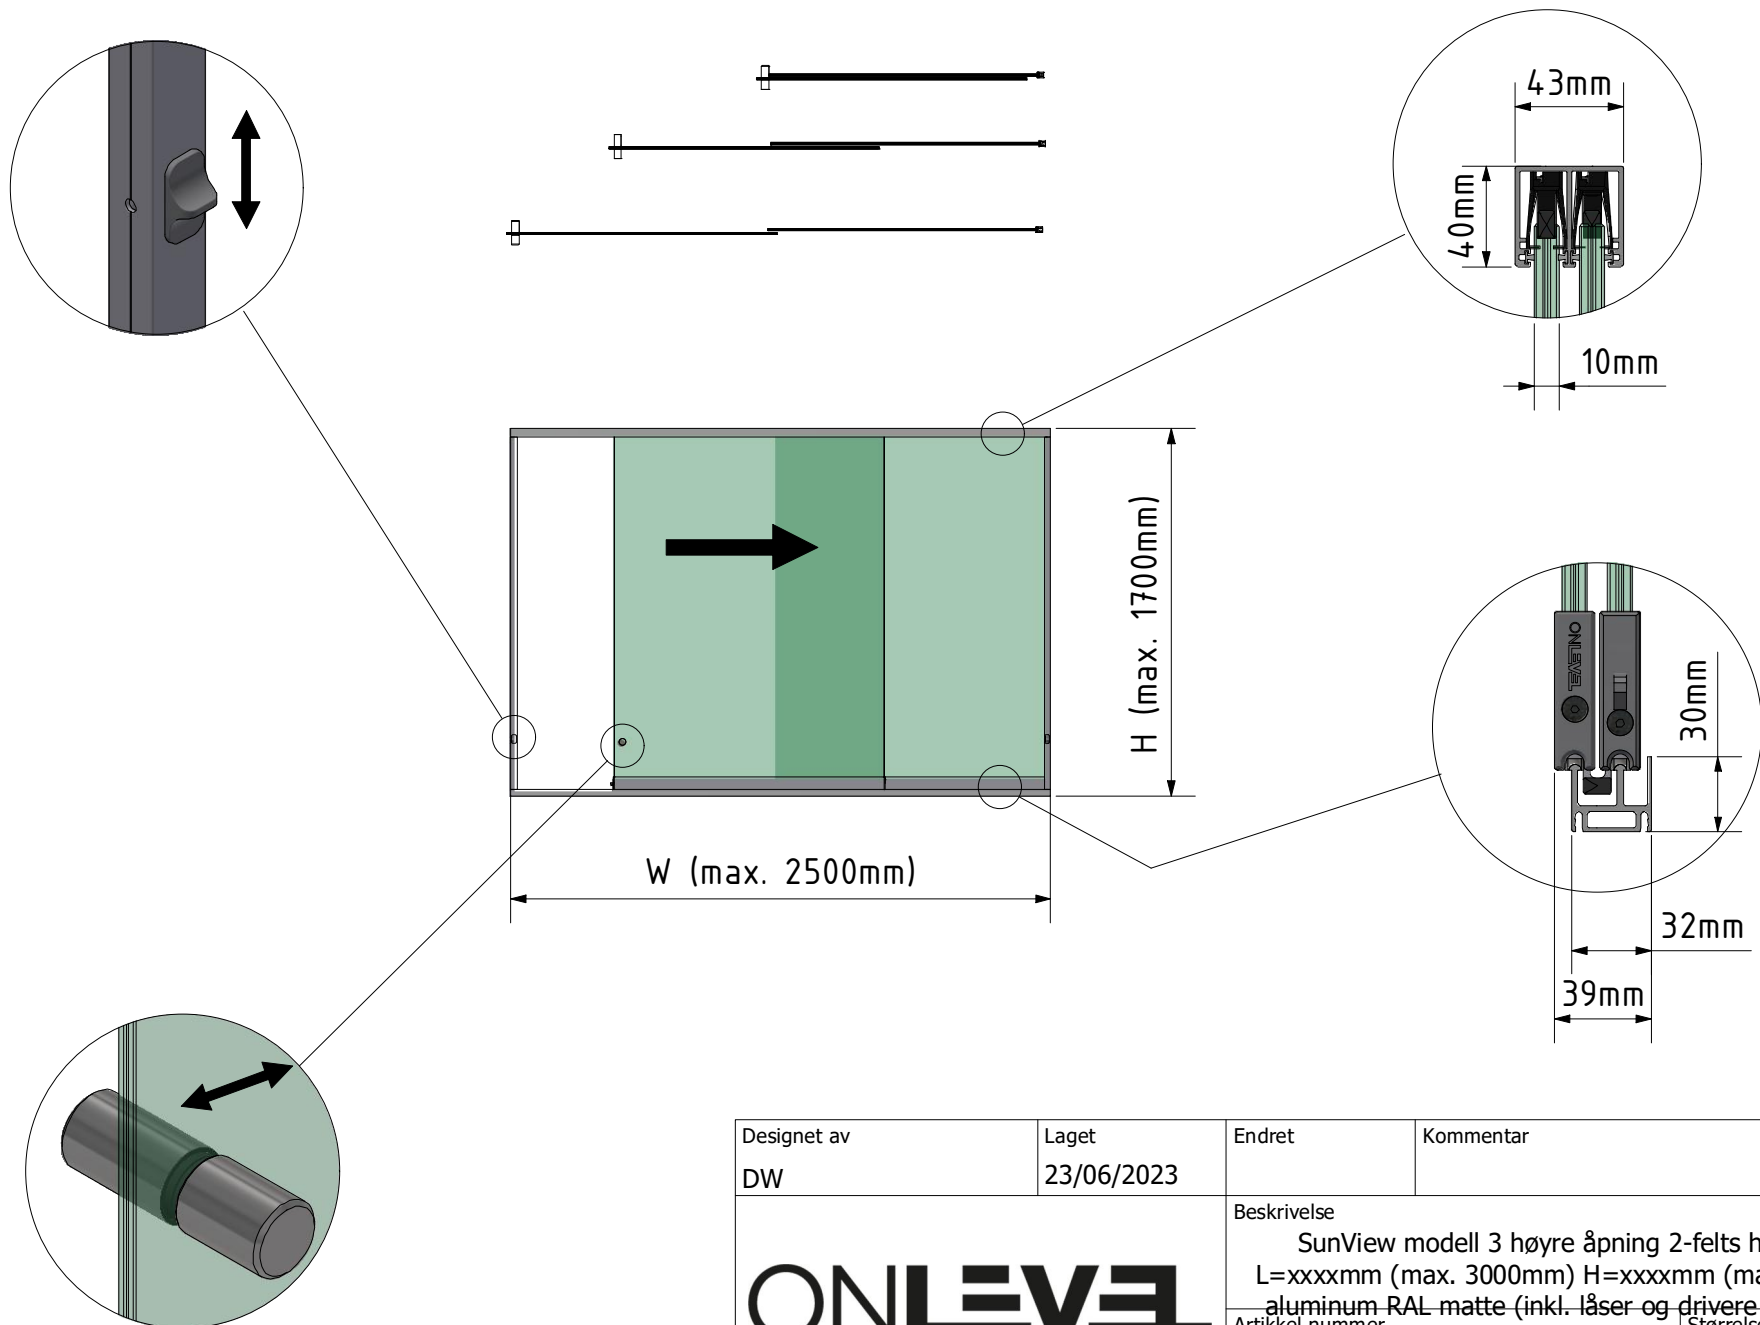 43mm
40mm
10mm
H (max. 1700mm)
W (max. 2500mm)
ONLEVEL
30mm
32mm
39mm
Designet av
DW
Laget
23/06/2023
Endret
Kommentar
ONLEVEL
Beskrivelse
SunView modell 3 høyre åpning 2-felts
L=xxxxmm (max. 3000mm) H=xxxxmm
aluminum RAL matte (inkl. låser og drivere
Artikkel nummer